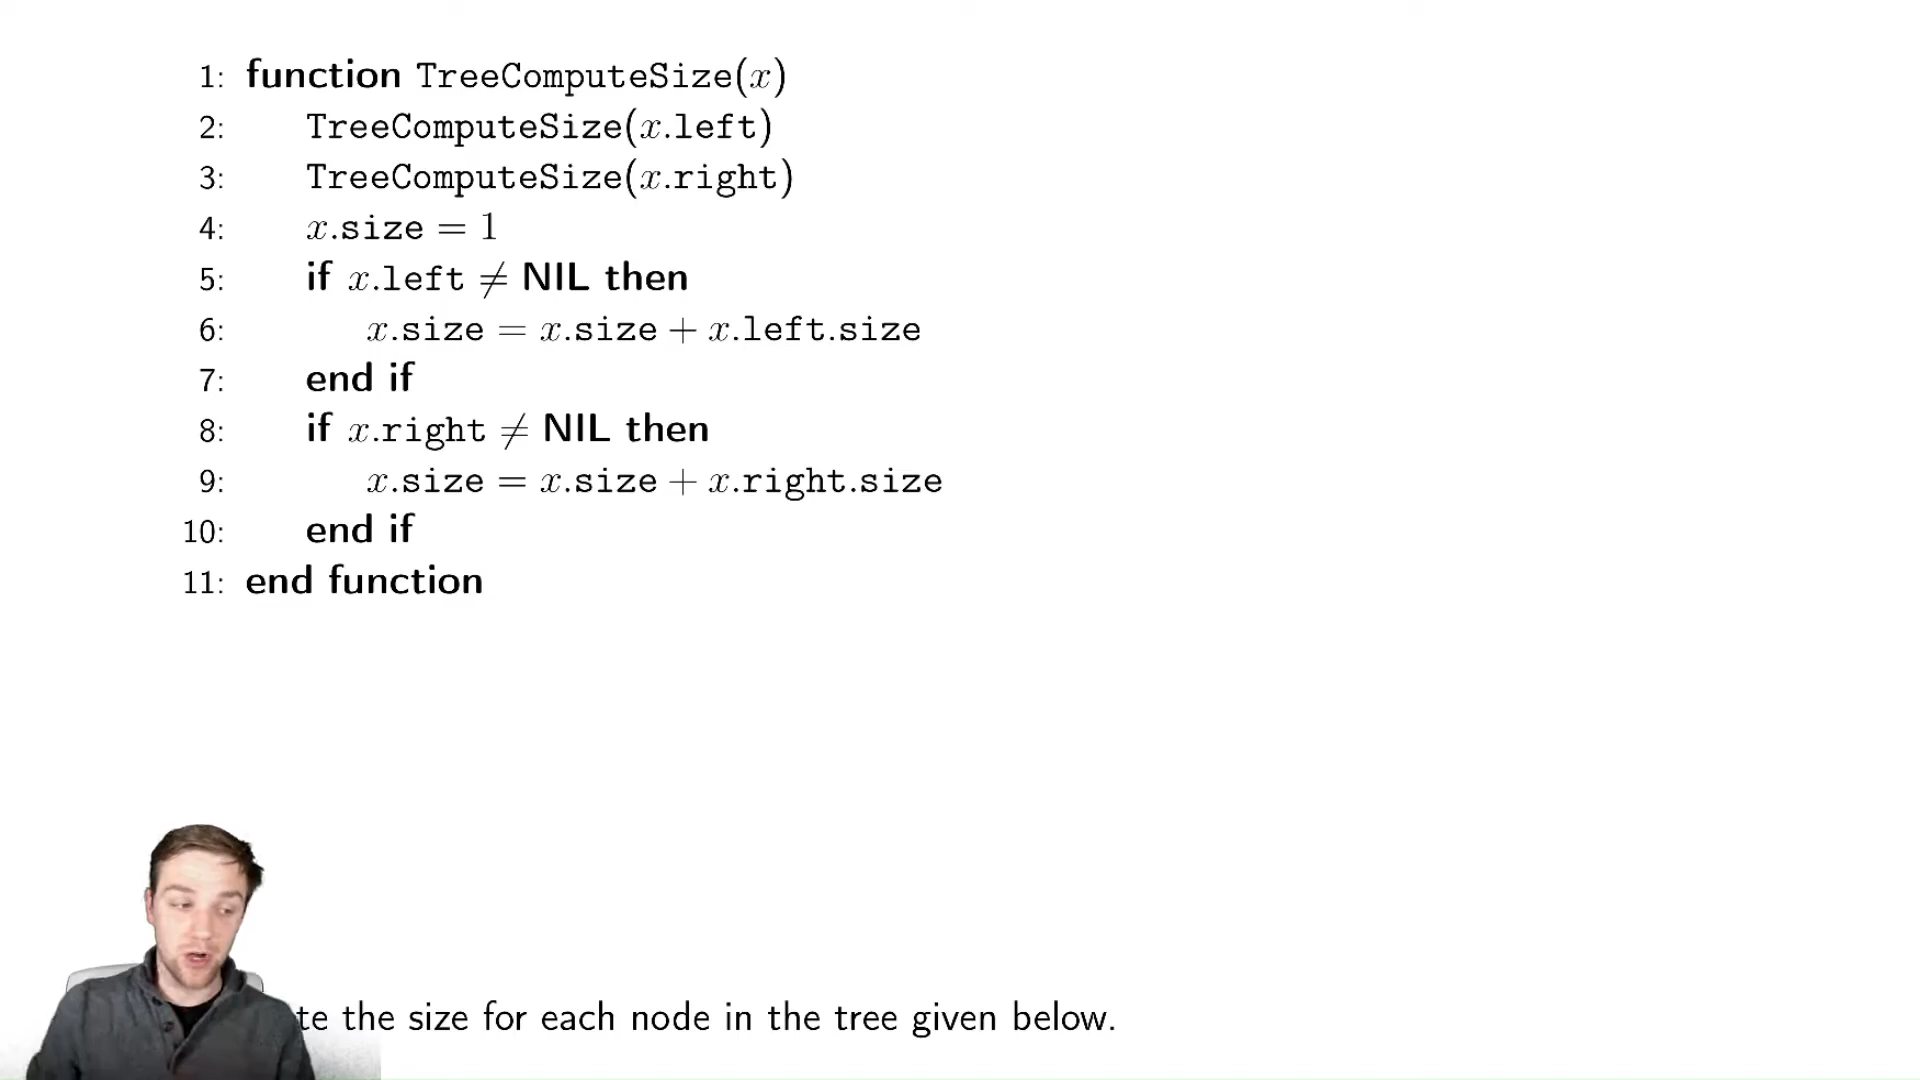 1: function TreeComputeSize(x)
2: TreeComputeSize(x.left)
3: TreeComputeSize(x.right)
4: x.size = 1
5: if x.left ≠ NIL then
6: x.size = x.size + x.left.size
7: end if
8: if x.right ≠ NIL then
9: x.size = x.size + x.right.size
10: end if
11: end function
the size for each node in the tree given below.